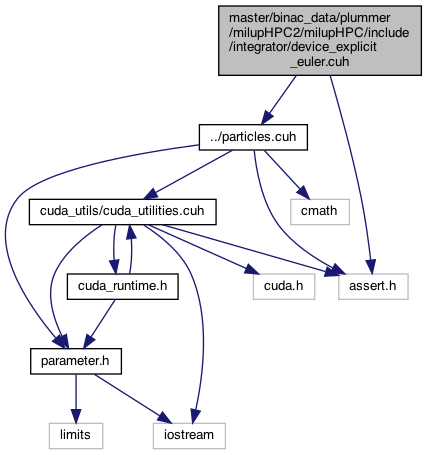 master/binac_data/plummer
/milupHPC2/milupHPC/include
/integrator/device_explicit
_euler.cuh
../particles.cuh
cuda_utils/cuda_utilities.cuh
cmath
cuda_runtime.h
cuda.h
assert.h
parameter.h
limits
iostream